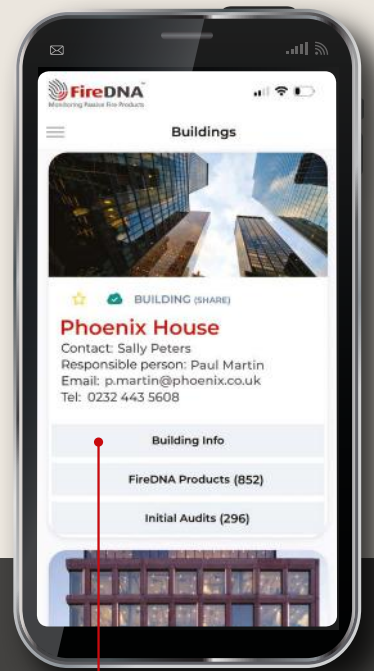 FireDNA™
Monitoring Passive Fire Products
Buildings
BUILDING (SHARE)
Phoenix House
Contact: Sally Peters
Responsible person: Paul Martin
Email: p.martin@phoenix.co.uk
Tel: 0232 443 5608
Building Info
FireDNA Products (852)
Initial Audits (296)